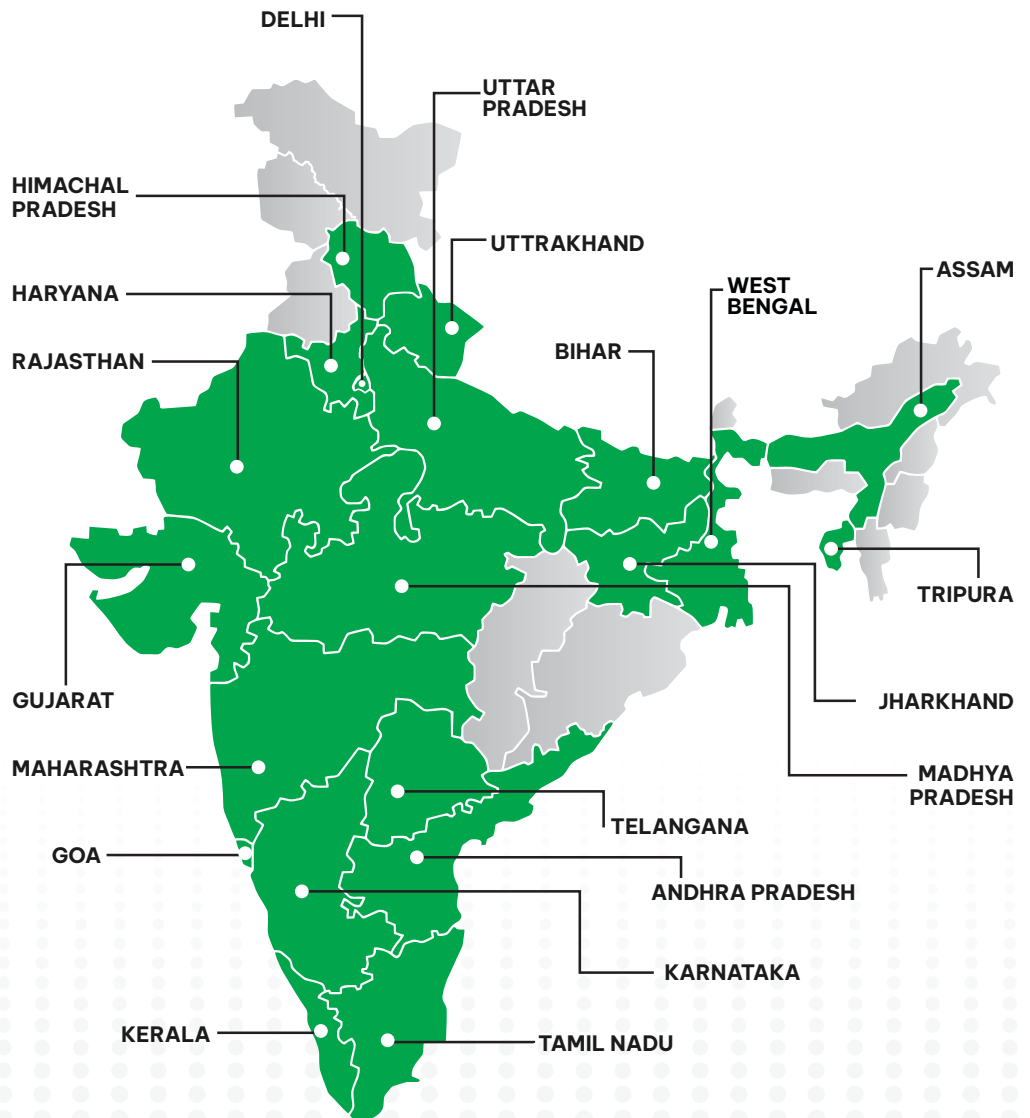 DELHI
UTTAR
PRADESH
HIMACHAL
PRADESH
UTTRAKHAND
ASSAM
WEST
BENGAL
HARYANA
BIHAR
RAJASTHAN
TRIPURA
GUJARAT
JHARKHAND
MAHARASHTRA
MADHYA
PRADESH
TELANGANA
GOA
ANDHRA PRADESH
KARNATAKA
KERALA
TAMIL NADU